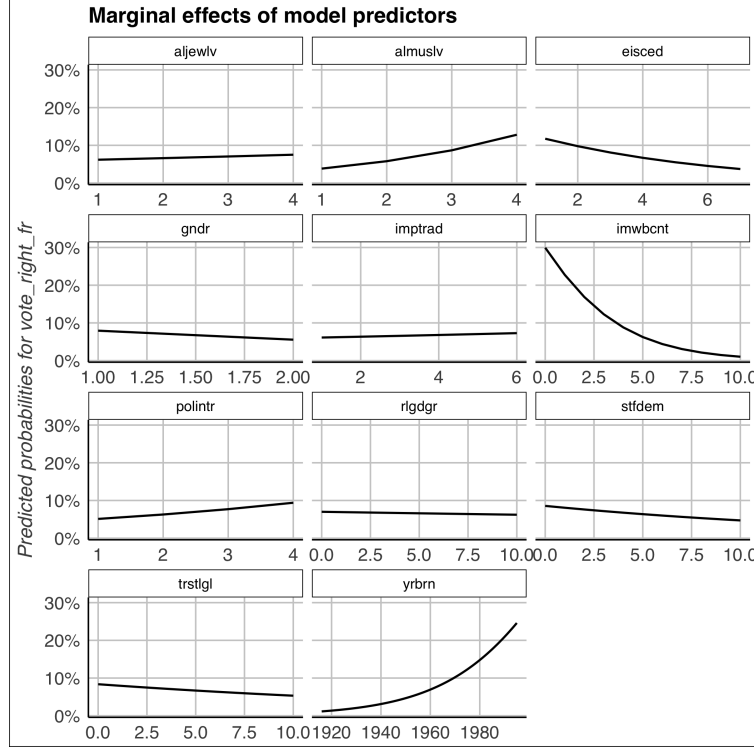 Marginal effects of model predictors
Predicted probabilities for vote_right_fr
aljewlv almuslv eisced
30%
20%
10%
0%
1 2 3 4 1 2 3 4 2 4 6
gndr imptrad imwbcnt
30%
20%
10%
0%
1.00 1.25 1.50 1.75 2.00 2 4 6 0.0 2.5 5.0 7.5 10.0
polintr rlgdgr stfdem
30%
20%
10%
0%
1 2 3 4 0.0 2.5 5.0 7.5 10.0 0.0 2.5 5.0 7.5 10.0
trstlgl yrbrn
30%
20%
10%
0%
0.0 2.5 5.0 7.5 10.0 1920 1940 1960 1980